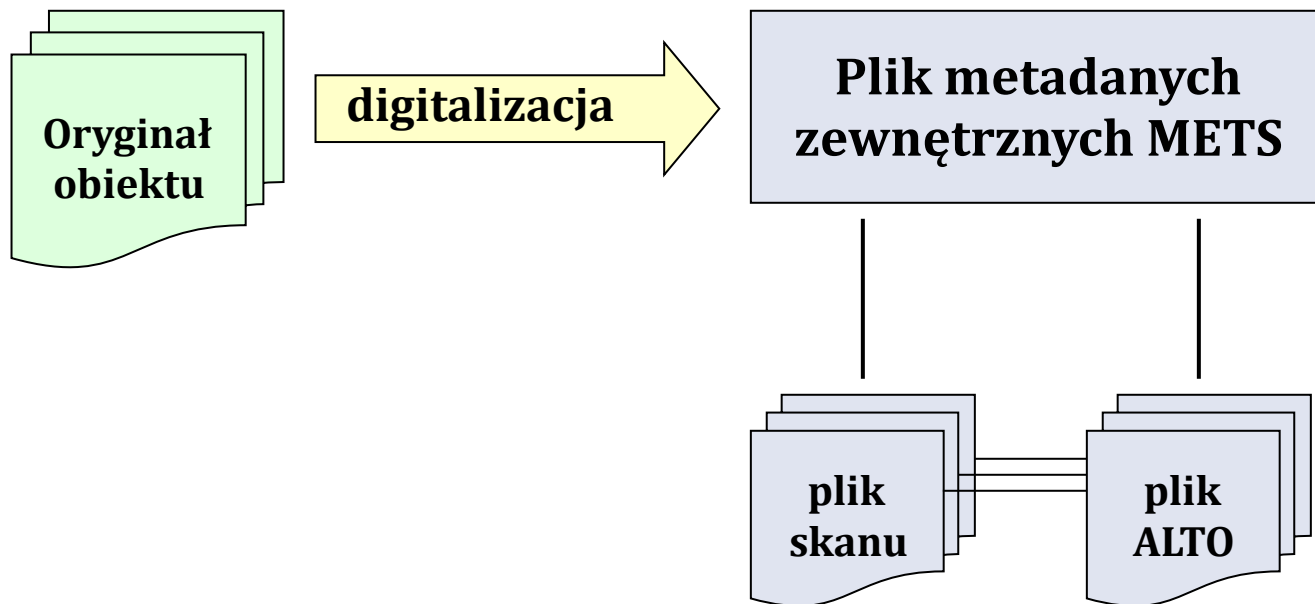 Oryginał
obiektu
digitalizacja
Plik metadanych
zewnętrznych METS
plik
skanu
plik
ALTO